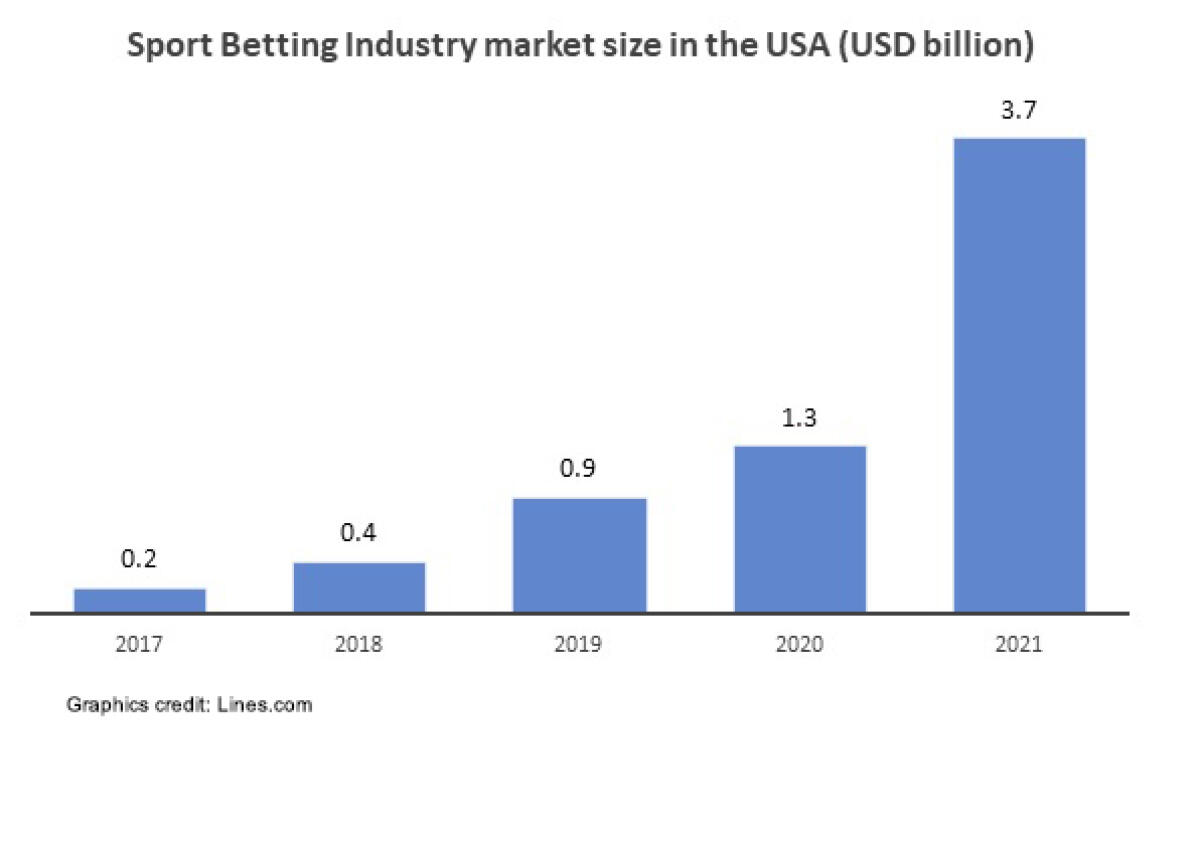 Sport Betting Industry market size in the USA (USD billion)
3.7
1.3
0.9
0.4
0.2
2017 2018 2019 2020 2021
Graphics credit: Lines.com